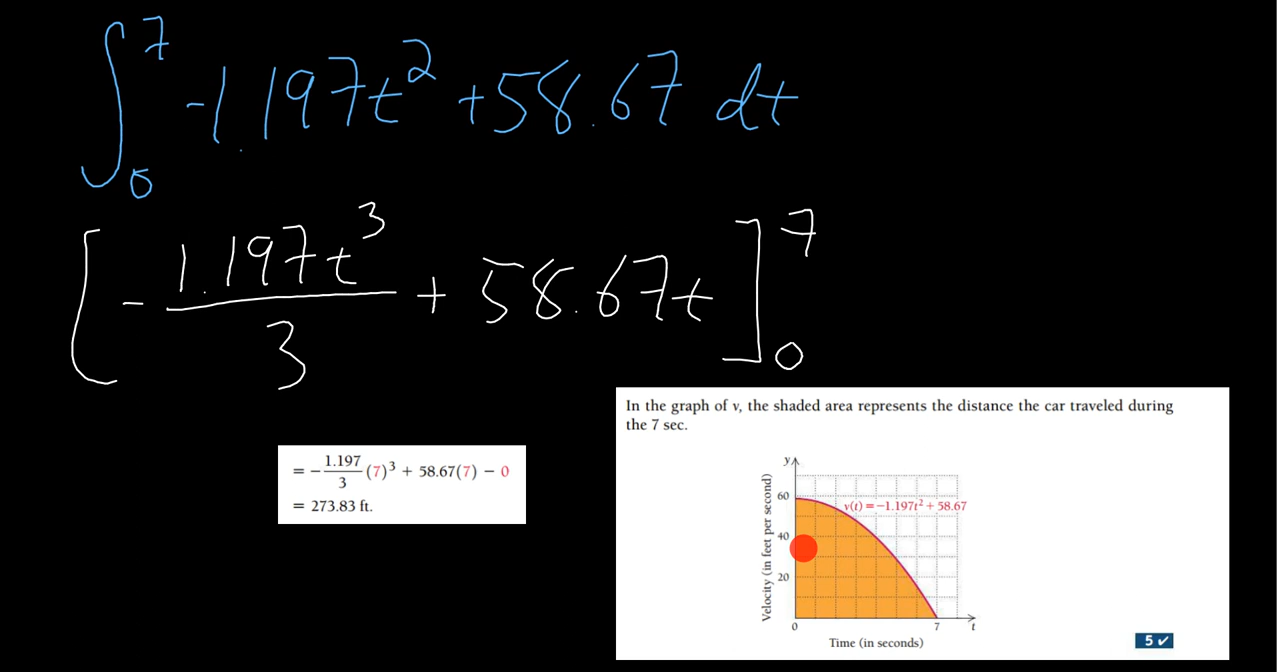 ∫₀⁷ -1.197t² + 58.67 dt
[ - 1.197t³/3 + 58.67t ]₀⁷
= - 1.197/3 (7)³ + 58.67(7) − 0
= 273.83 ft.
In the graph of v, the shaded area represents the distance the car traveled during
the 7 sec.
y
60
v(t) = −1.197t² + 58.67
40
20
Velocity (in feet per second)
0 7 t
Time (in seconds)
5 ✔